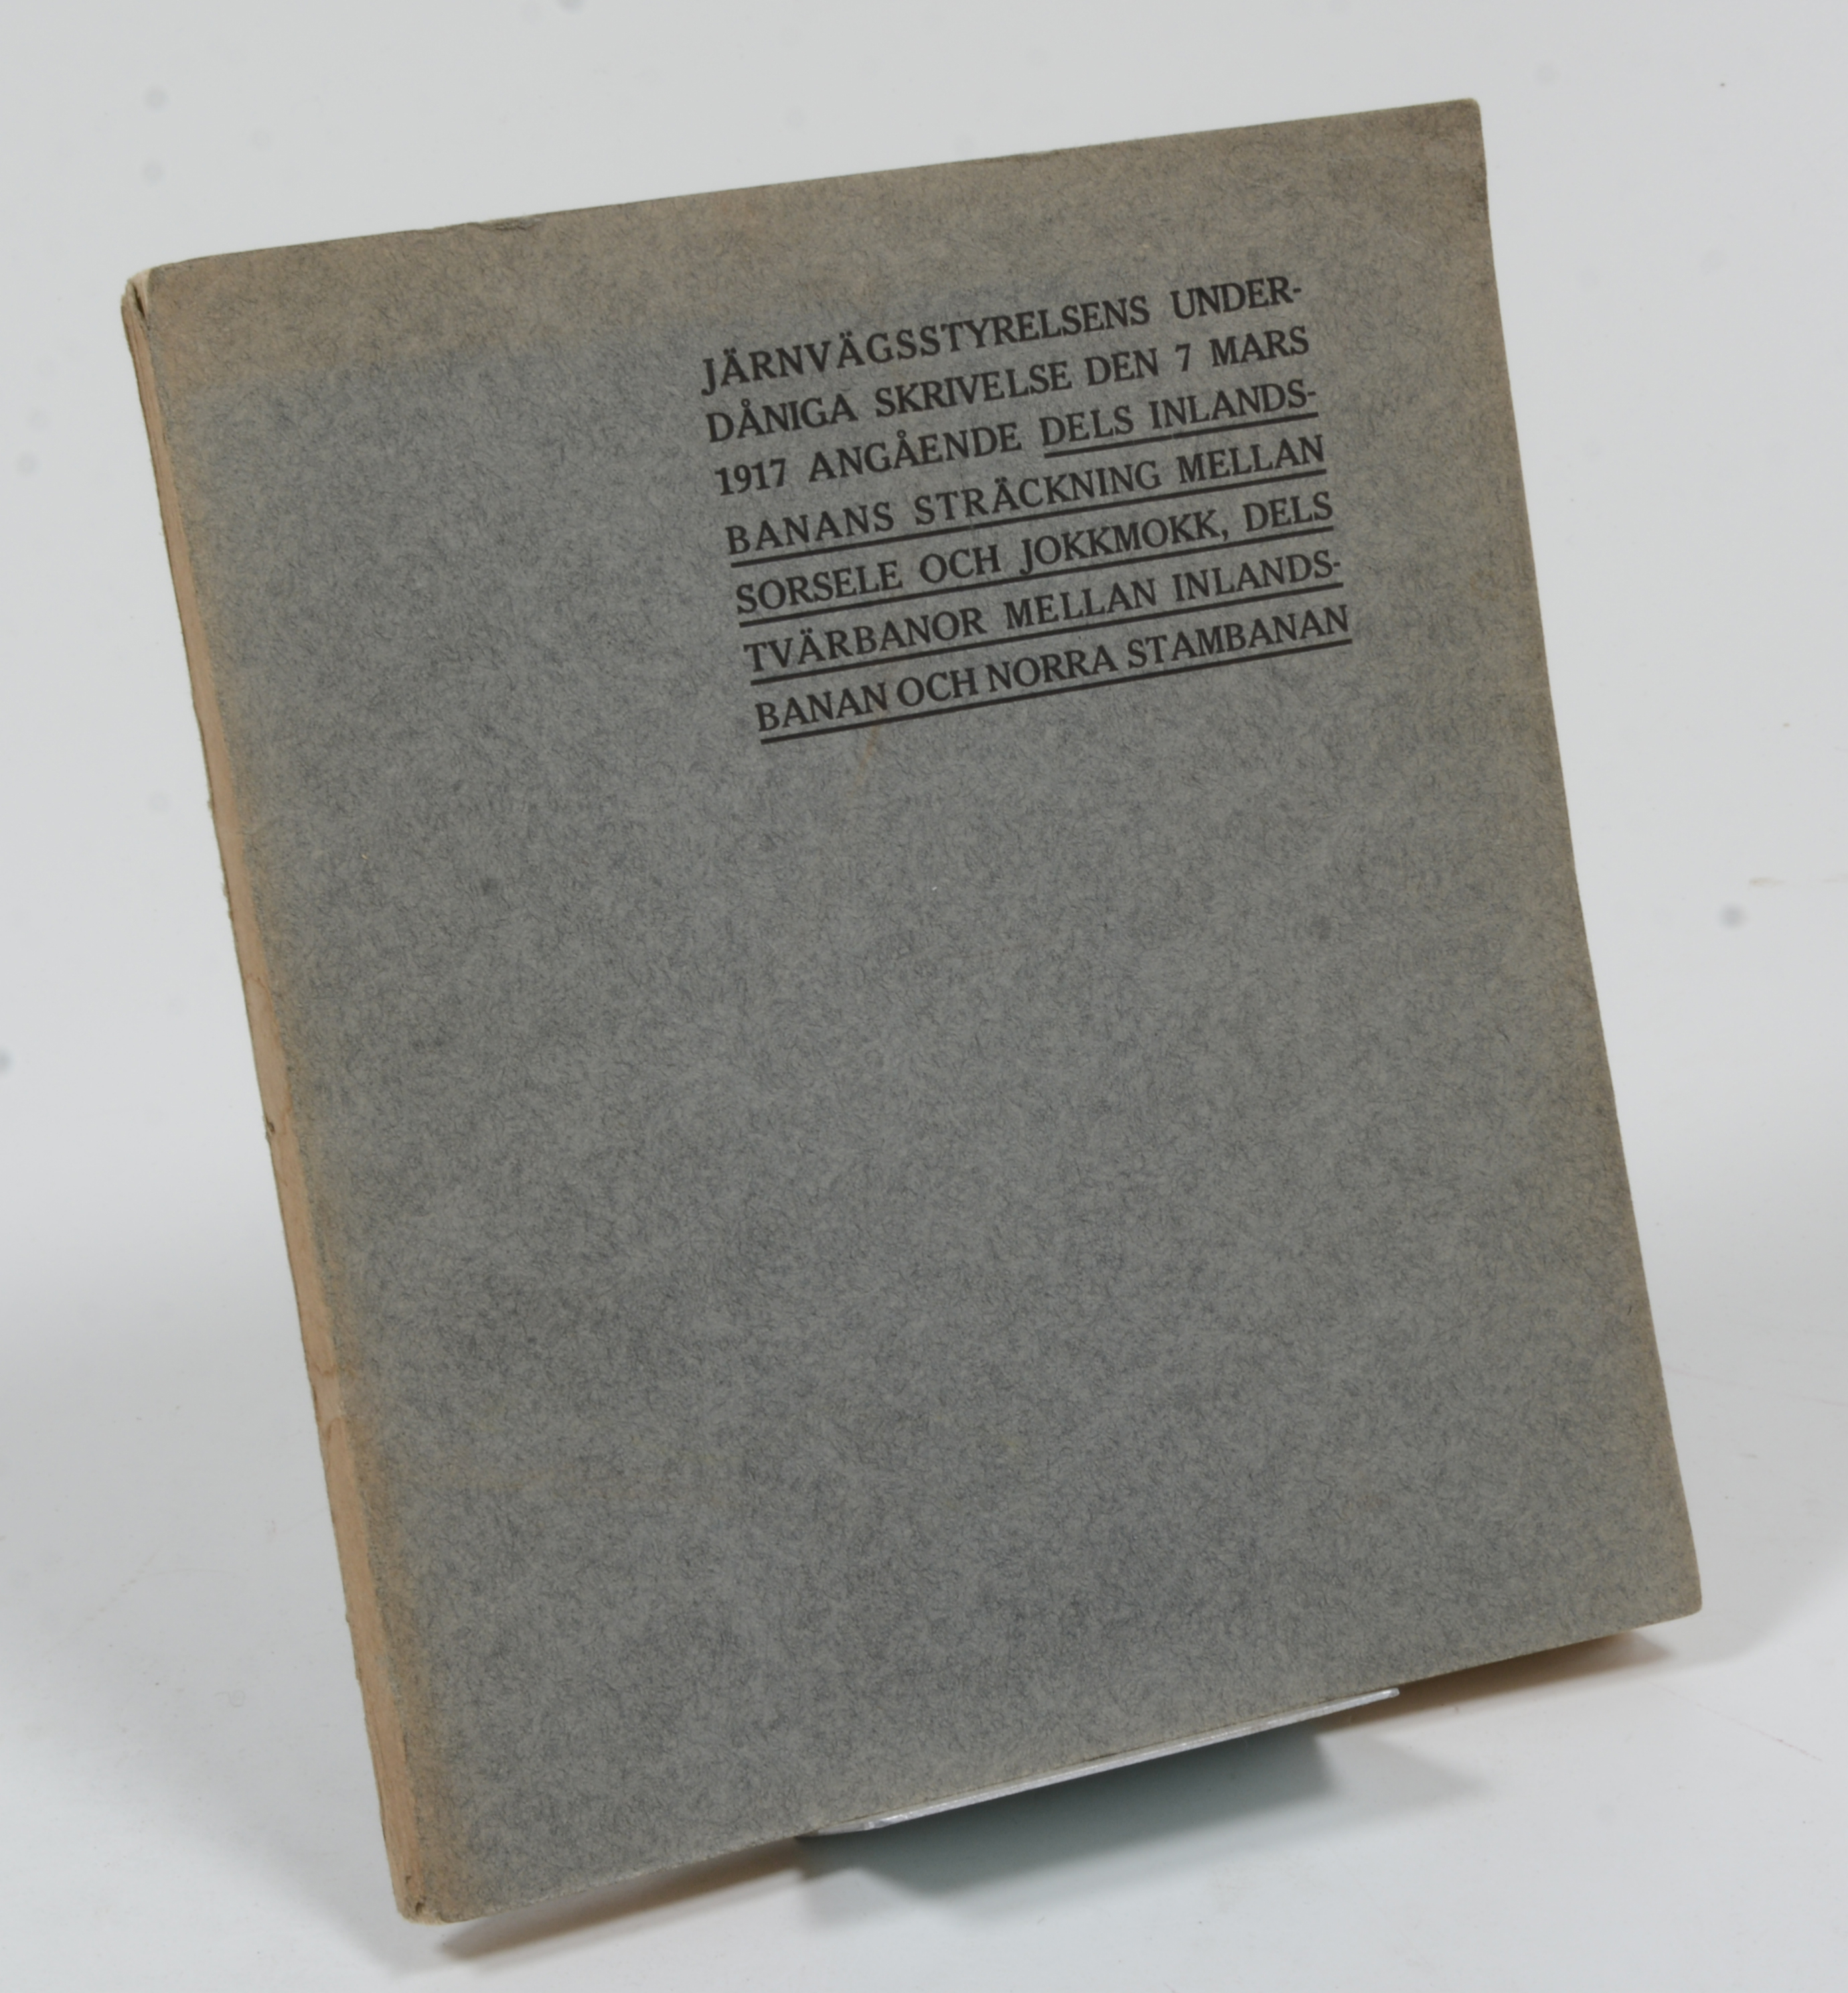 JÄRNVÄGSSTYRELSENS UNDER-
DÅNIGA SKRIVELSE DEN 7 MARS
1917 ANGÅENDE DELS INLANDS-
BANANS STRÄCKNING MELLAN
SORSELE OCH JOKKMOKK, DELS
TVÄRBANOR MELLAN INLANDS-
BANAN OCH NORRA STAMBANAN